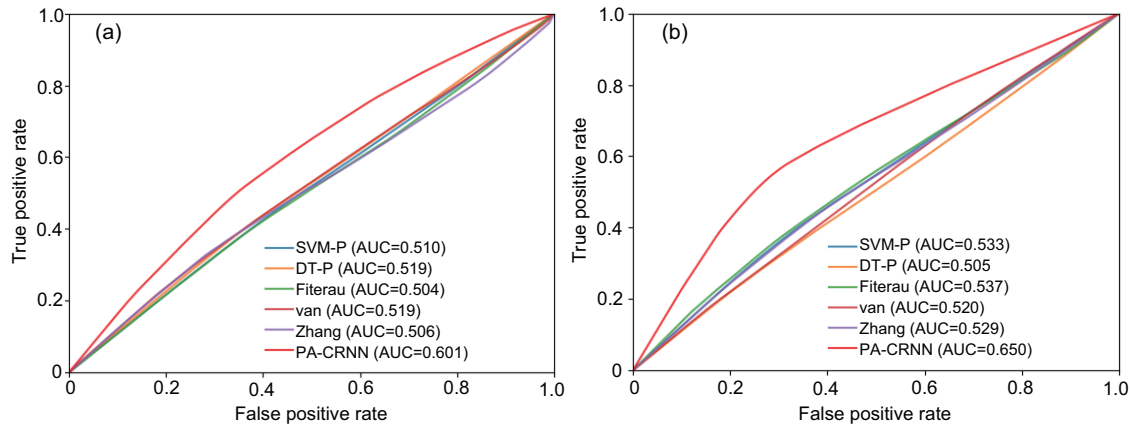 (a)
True positive rate
1.0
0.8
0.6
0.4
0.2
0
SVM-P (AUC=0.510)
DT-P (AUC=0.519)
Fiterau (AUC=0.504)
van (AUC=0.519)
Zhang (AUC=0.506)
PA-CRNN (AUC=0.601)
0 0.2 0.4 0.6 0.8 1.0
False positive rate
(b)
True positive rate
1.0
0.8
0.6
0.4
0.2
0
SVM-P (AUC=0.533)
DT-P (AUC=0.505
Fiterau (AUC=0.537)
van (AUC=0.520)
Zhang (AUC=0.529)
PA-CRNN (AUC=0.650)
0 0.2 0.4 0.6 0.8 1.0
False positive rate